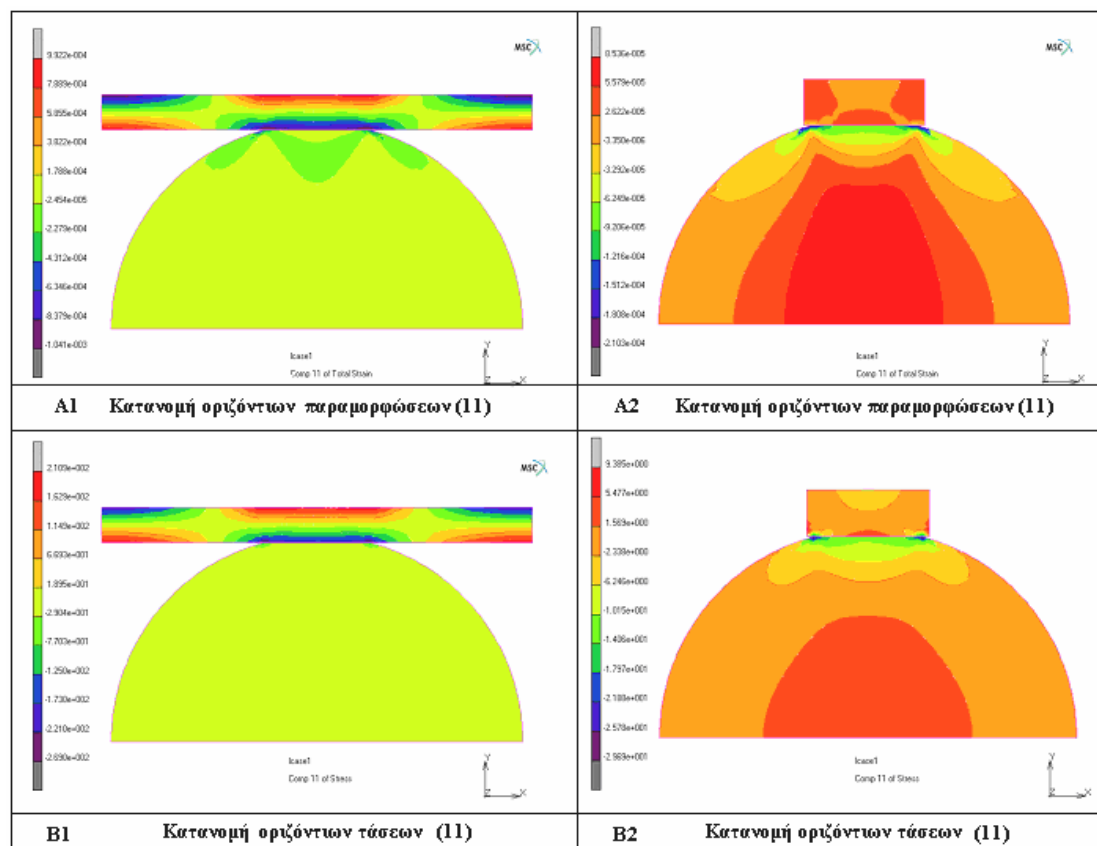 9.922e-004
7.889e-004
5.855e-004
3.822e-004
1.788e-004
-2.454e-005
-2.279e-004
-4.312e-004
-6.346e-004
-8.379e-004
-1.041e-003
MSC
lcase1
Comp 11 of Total Strain
Y
Z X
8.536e-005
5.579e-005
2.622e-005
-3.350e-006
-3.292e-005
-6.249e-005
-9.206e-005
-1.216e-004
-1.512e-004
-1.808e-004
-2.103e-004
MSC
lcase1
Comp 11 of Total Strain
Y
Z X
A1 Κατανομή οριζόντιων παραμορφώσεων (11)
A2 Κατανομή οριζόντιων παραμορφώσεων (11)
2.109e+002
1.629e+002
1.149e+002
6.693e+001
1.895e+001
-2.904e+001
-7.703e+001
-1.250e+002
-1.730e+002
-2.210e+002
-2.690e+002
MSC
lcase1
Comp 11 of Stress
Y
Z X
9.385e+000
5.477e+000
1.569e+000
-2.338e+000
-6.246e+000
-1.015e+001
-1.406e+001
-1.797e+001
-2.188e+001
-2.578e+001
-2.969e+001
MSC
lcase1
Comp 11 of Stress
Y
Z X
B1 Κατανομή οριζόντιων τάσεων (11)
B2 Κατανομή οριζόντιων τάσεων (11)